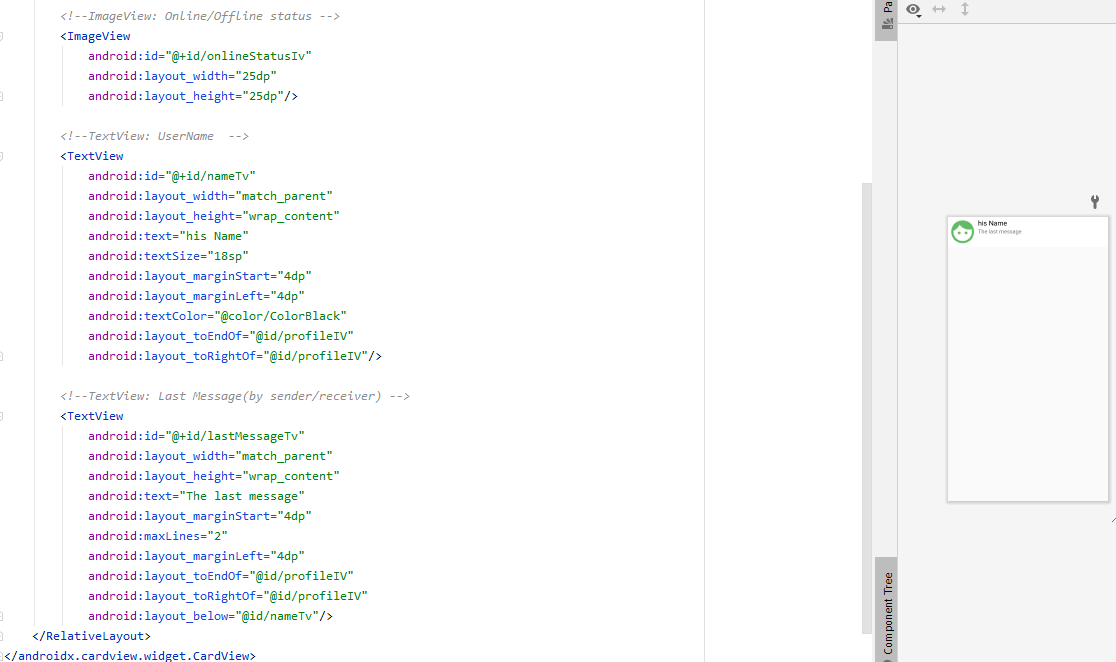 <!--ImageView: Online/Offline status -->
<ImageView
android:id="@+id/onlineStatusIv"
android:layout_width="25dp"
android:layout_height="25dp"/>
<!--TextView: UserName  -->
<TextView
android:id="@+id/nameTv"
android:layout_width="match_parent"
android:layout_height="wrap_content"
android:text="his Name"
android:textSize="18sp"
android:layout_marginStart="4dp"
android:layout_marginLeft="4dp"
android:textColor="@color/ColorBlack"
android:layout_toEndOf="@id/profileIV"
android:layout_toRightOf="@id/profileIV"/>
<!--TextView: Last Message(by sender/receiver) -->
<TextView
android:id="@+id/lastMessageTv"
android:layout_width="match_parent"
android:layout_height="wrap_content"
android:text="The last message"
android:layout_marginStart="4dp"
android:maxLines="2"
android:layout_marginLeft="4dp"
android:layout_toEndOf="@id/profileIV"
android:layout_toRightOf="@id/profileIV"
android:layout_below="@id/nameTv"/>
</RelativeLayout>
</androidx.cardview.widget.CardView>
Pa
his Name
The last message
Component Tree